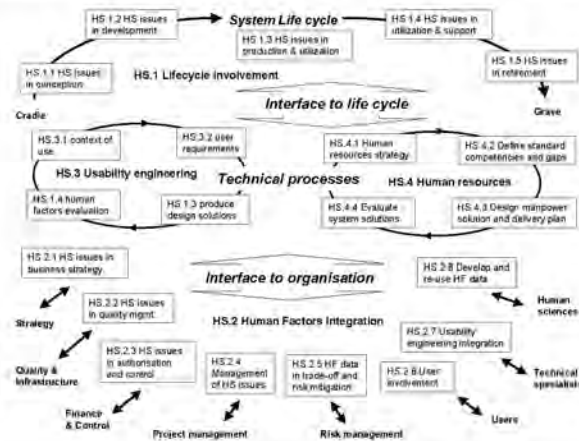 HS 1.2 HS issues
in development
System Life cycle
HS 1.4 HS issues in
utilization & support
HS 1.3 HS issues in
production & utilization
HS.1.1 HS issues
in conception
HS.1 Lifecycle involvement
HS.1.5 HS issues
in retirement
Cradle
Interface to life cycle
Grave
HS.3.1 context of
use
HS.3.2 user
requirements
HS.4.1 Human
resources strategy
HS.4.2 Define standard
competencies and gaps
HS.3 Usability engineering
Technical processes
HS.4 Human resources
HS.1.4 human
factors evaluation
HS 1.3 produce
design solutions
HS.4.4 Evaluate
system solutions
HS.4.3 Design manpower
solution and delivery plan
HS 2.1 HS issues in
business strategy
Interface to organisation
HS 2.8 Develop and
re-use HF data
HS 2.2 HS issues
in quality mgmt.
Strategy
HS.2 Human Factors Integration
Human
sciences
HS 2.3 HS issues
in authorisation
and control
HS 2.4
Management
of HS issues
HS 2.5 HF data
in trade-off and
risk mitigation
HS 2.7 Usability
engineering integration
HS 2.6 User
involvement
Quality &
Infrastructure
Technical
specialisms
Finance
& Control
Project management
Risk management
Users